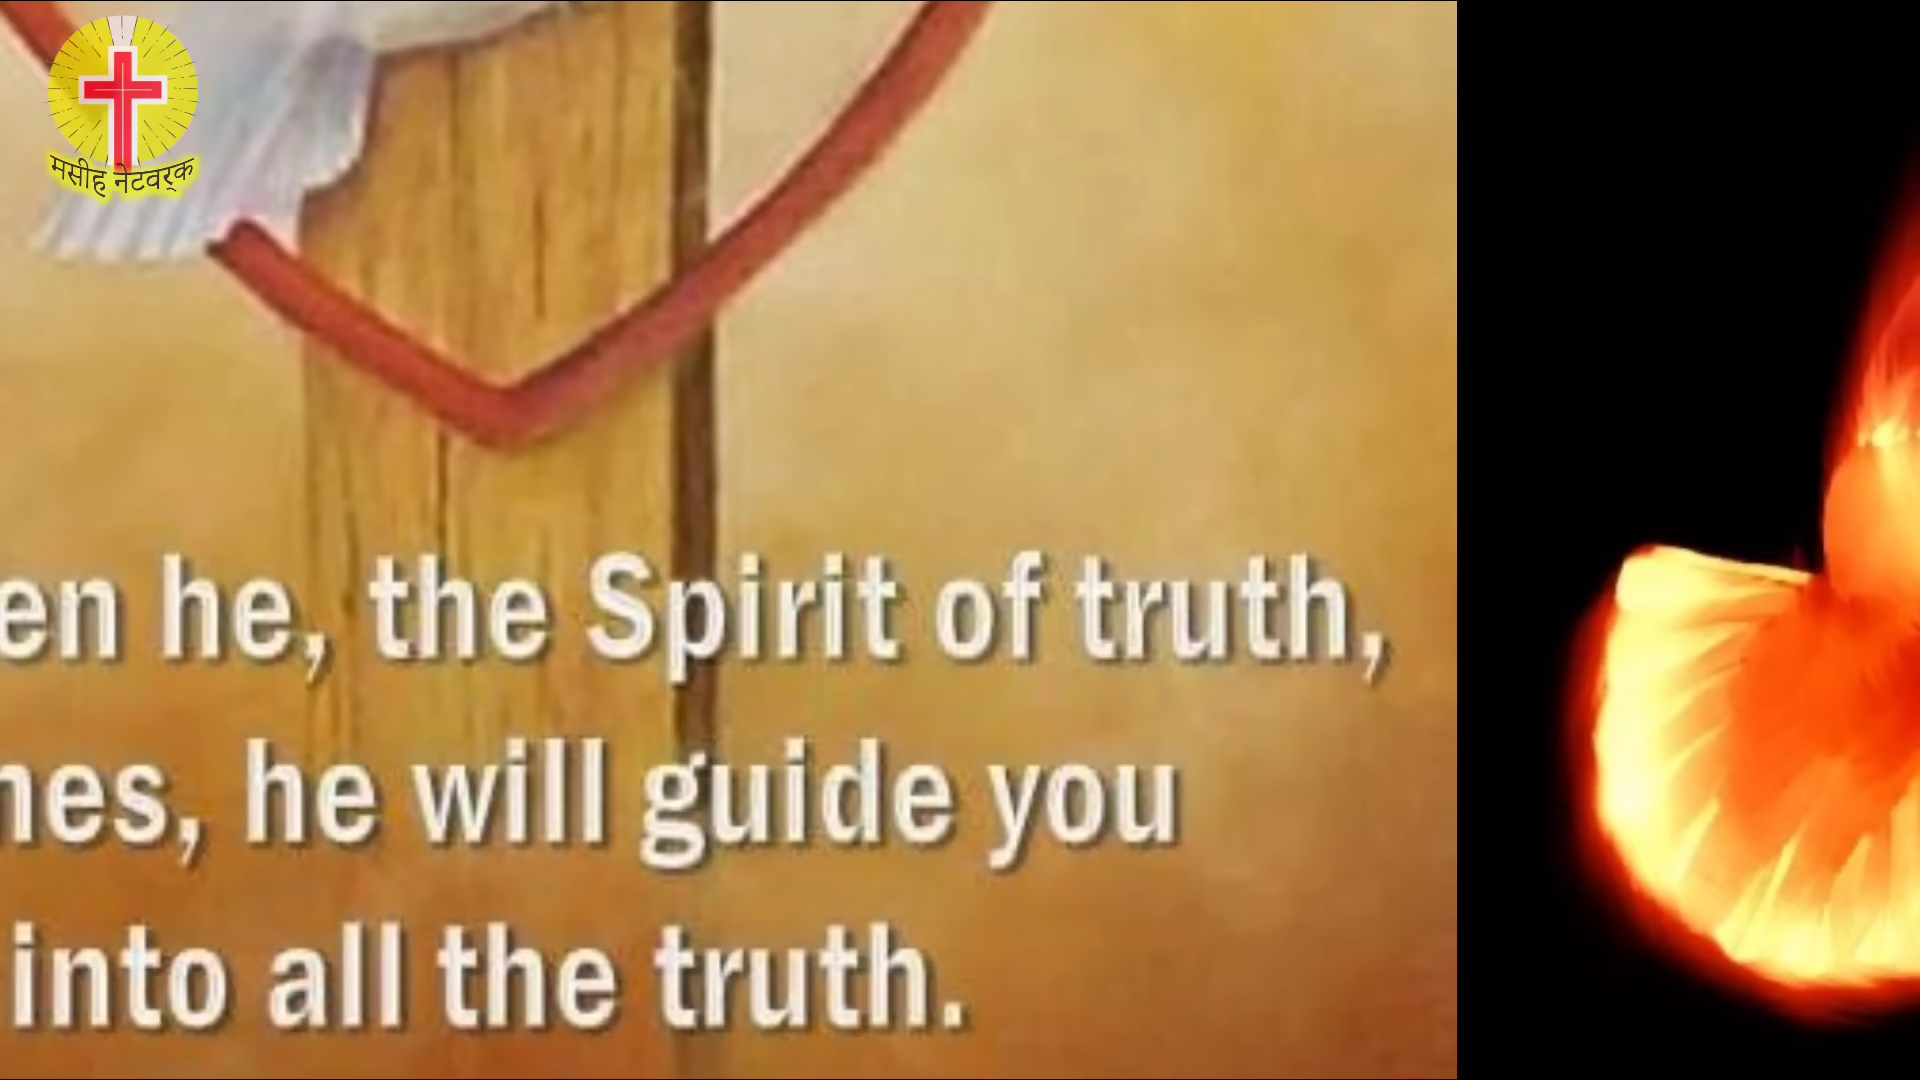 मसीह नेटवर्क
en he, the Spirit of truth,
nes, he will guide you
into all the truth.